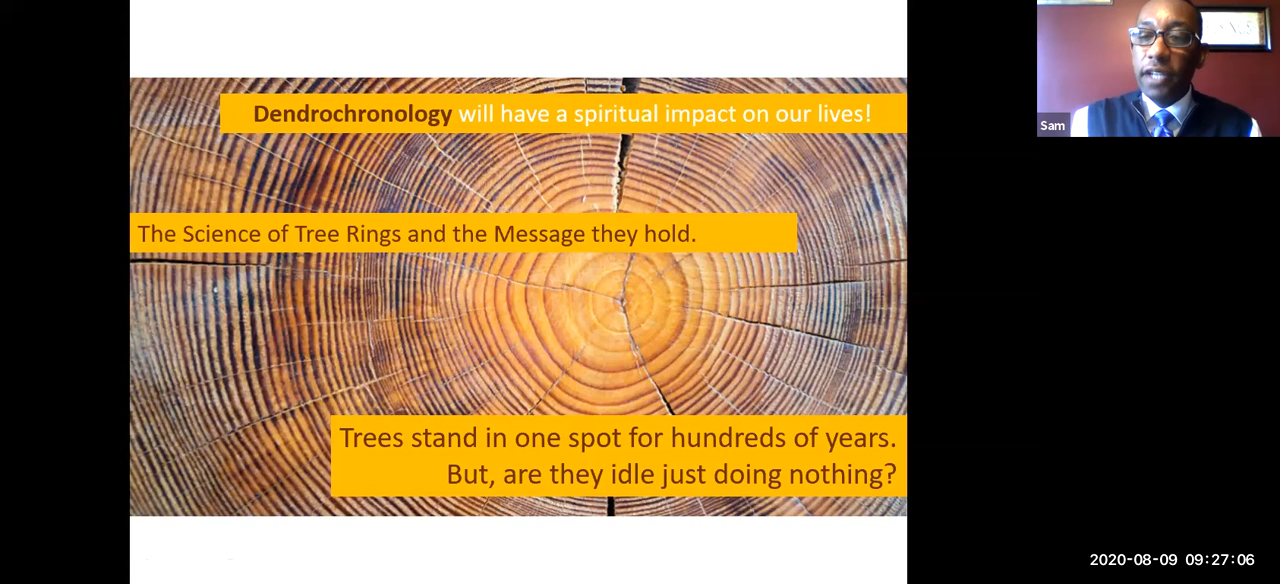 Dendrochronology will have a spiritual impact on our lives!
The Science of Tree Rings and the Message they hold.
Trees stand in one spot for hundreds of years.
But, are they idle just doing nothing?
Sam
2020-08-09 09:27:06